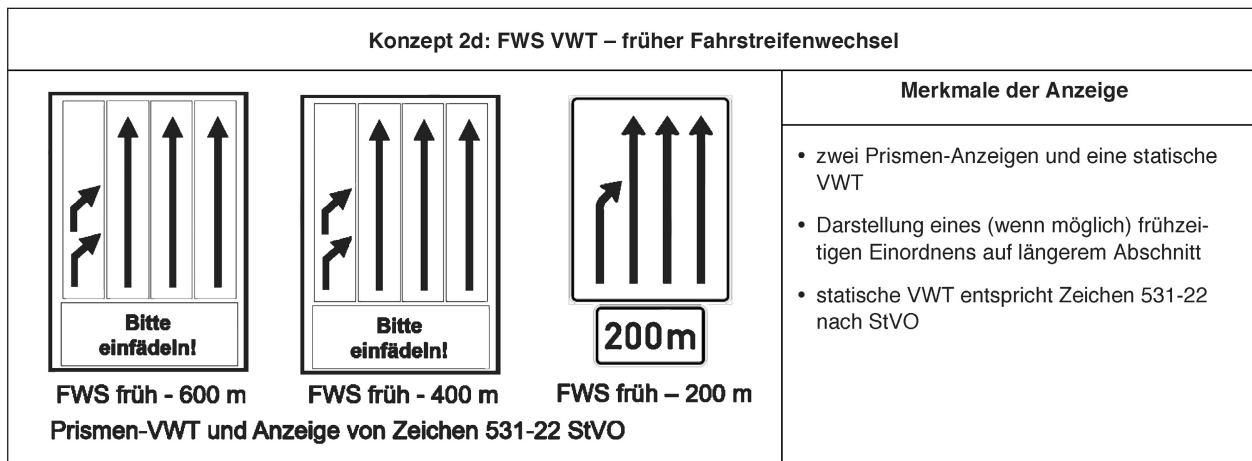 Konzept 2d: FWS VWT – früher Fahrstreifenwechsel
Bitte
einfädeln!
FWS früh - 600 m
Bitte
einfädeln!
FWS früh - 400 m
200 m
FWS früh – 200 m
Prismen-VWT und Anzeige von Zeichen 531-22 StVO
Merkmale der Anzeige
• zwei Prismen-Anzeigen und eine statische
VWT
• Darstellung eines (wenn möglich) frühzei-
tigen Einordnens auf längerem Abschnitt
• statische VWT entspricht Zeichen 531-22
nach StVO